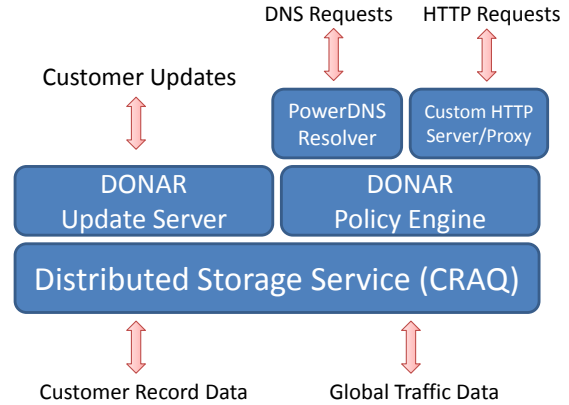 DNS Requests
HTTP Requests
Customer Updates
PowerDNS
Resolver
Custom HTTP
Server/Proxy
DONAR
Update Server
DONAR
Policy Engine
Distributed Storage Service (CRAQ)
Customer Record Data
Global Traffic Data